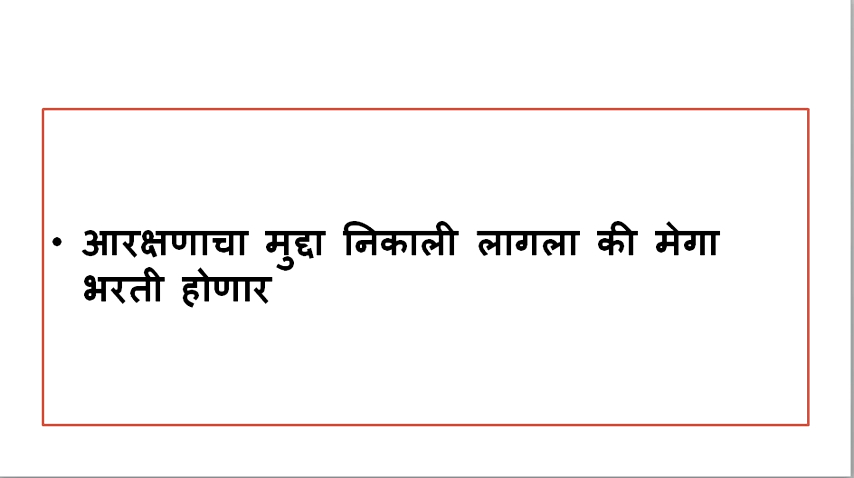 • आरक्षणाचा मुद्दा निकाली लागला की मेगा
भरती होणार